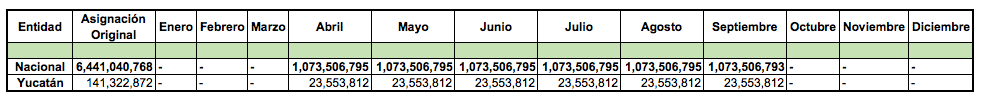 Entidad Asignación Original Enero Febrero Marzo Abril Mayo Junio Julio Agosto Septiembre Octubre Noviembre Diciembre
Nacional 6,441,040,768 - - - 1,073,506,795 1,073,506,795 1,073,506,795 1,073,506,795 1,073,506,795 1,073,506,793 - - -
Yucatán 141,322,872 - - - 23,553,812 23,553,812 23,553,812 23,553,812 23,553,812 23,553,812 - - -